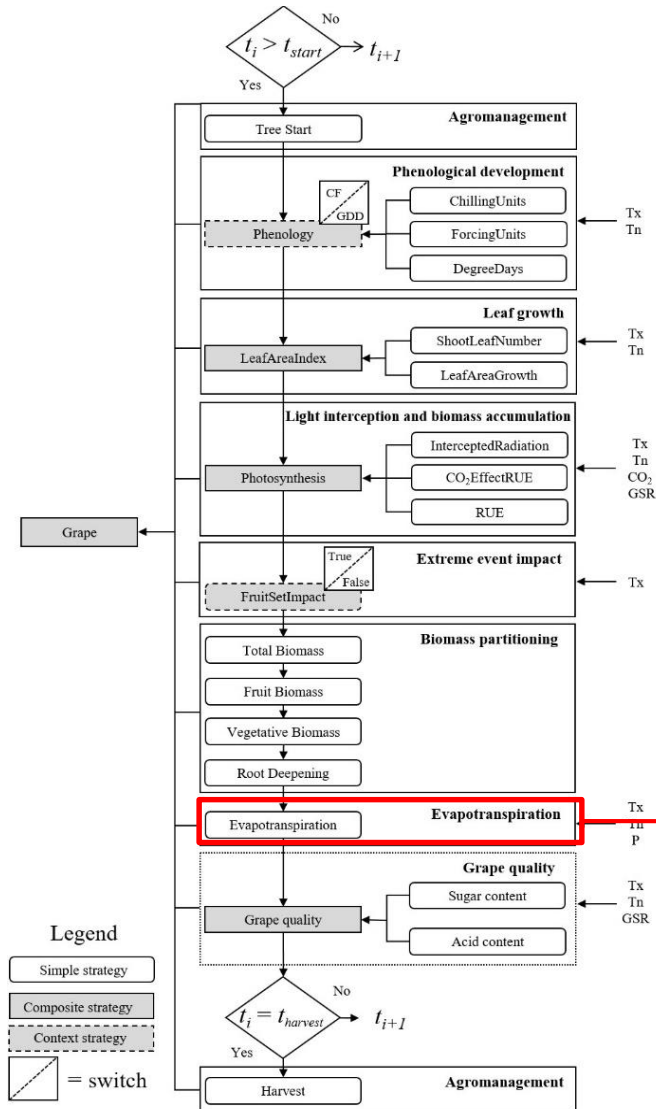 No
t_i > t_start
t_i+1
Yes
Agromanagement
Tree Start
Phenological development
CF
GDD
ChillingUnits
Tx
Phenology
ForcingUnits
Tn
DegreeDays
Leaf growth
ShootLeafNumber
Tx
Tn
LeafAreaIndex
LeafAreaGrowth
Light interception and biomass accumulation
InterceptedRadiation
Tx
Tn
Photosynthesis
CO₂EffectRUE
CO₂
GSR
RUE
Grape
True
False
Extreme event impact
Tx
FruitSetImpact
Total Biomass
Biomass partitioning
Fruit Biomass
Vegetative Biomass
Root Deepening
Evapotranspiration
Evapotranspiration
Tx
Tn
P
Grape quality
Sugar content
Tx
Tn
GSR
Grape quality
Acid content
Legend
Simple strategy
Composite strategy
Context strategy
= switch
No
t_i = t_harvest
t_i+1
Yes
Harvest
Agromanagement